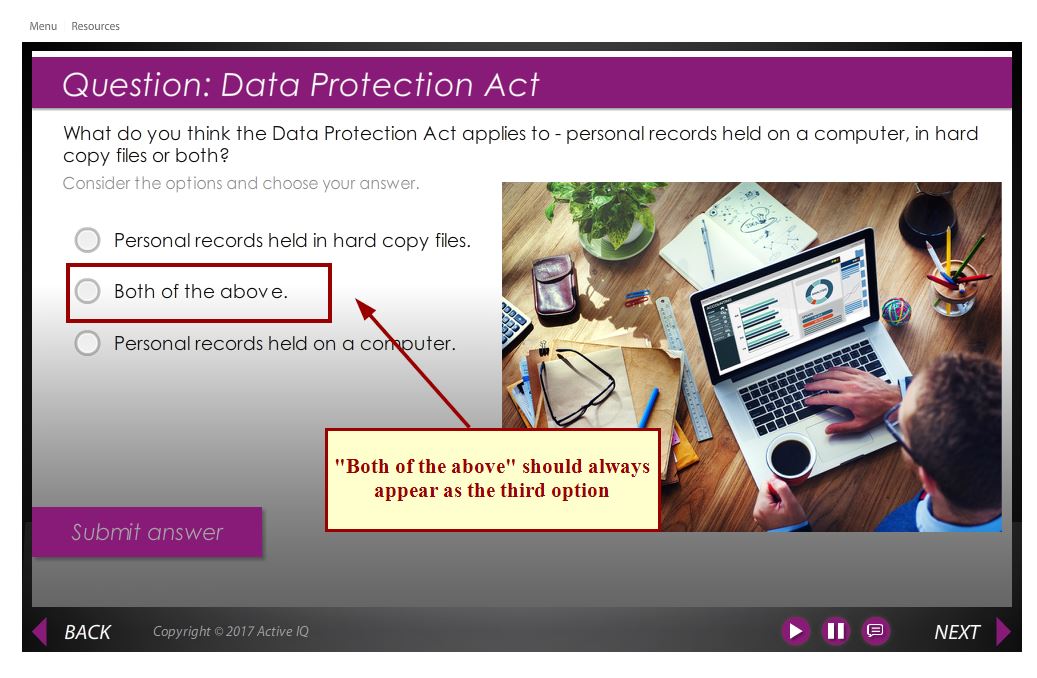 Menu Resources
Question: Data Protection Act
What do you think the Data Protection Act applies to - personal records held on a computer, in hard
copy files or both?
Consider the options and choose your answer.
Personal records held in hard copy files.
Both of the above.
Personal records held on a computer.
"Both of the above" should always
appear as the third option
Submit answer
BACK
Copyright © 2017 Active IQ
NEXT